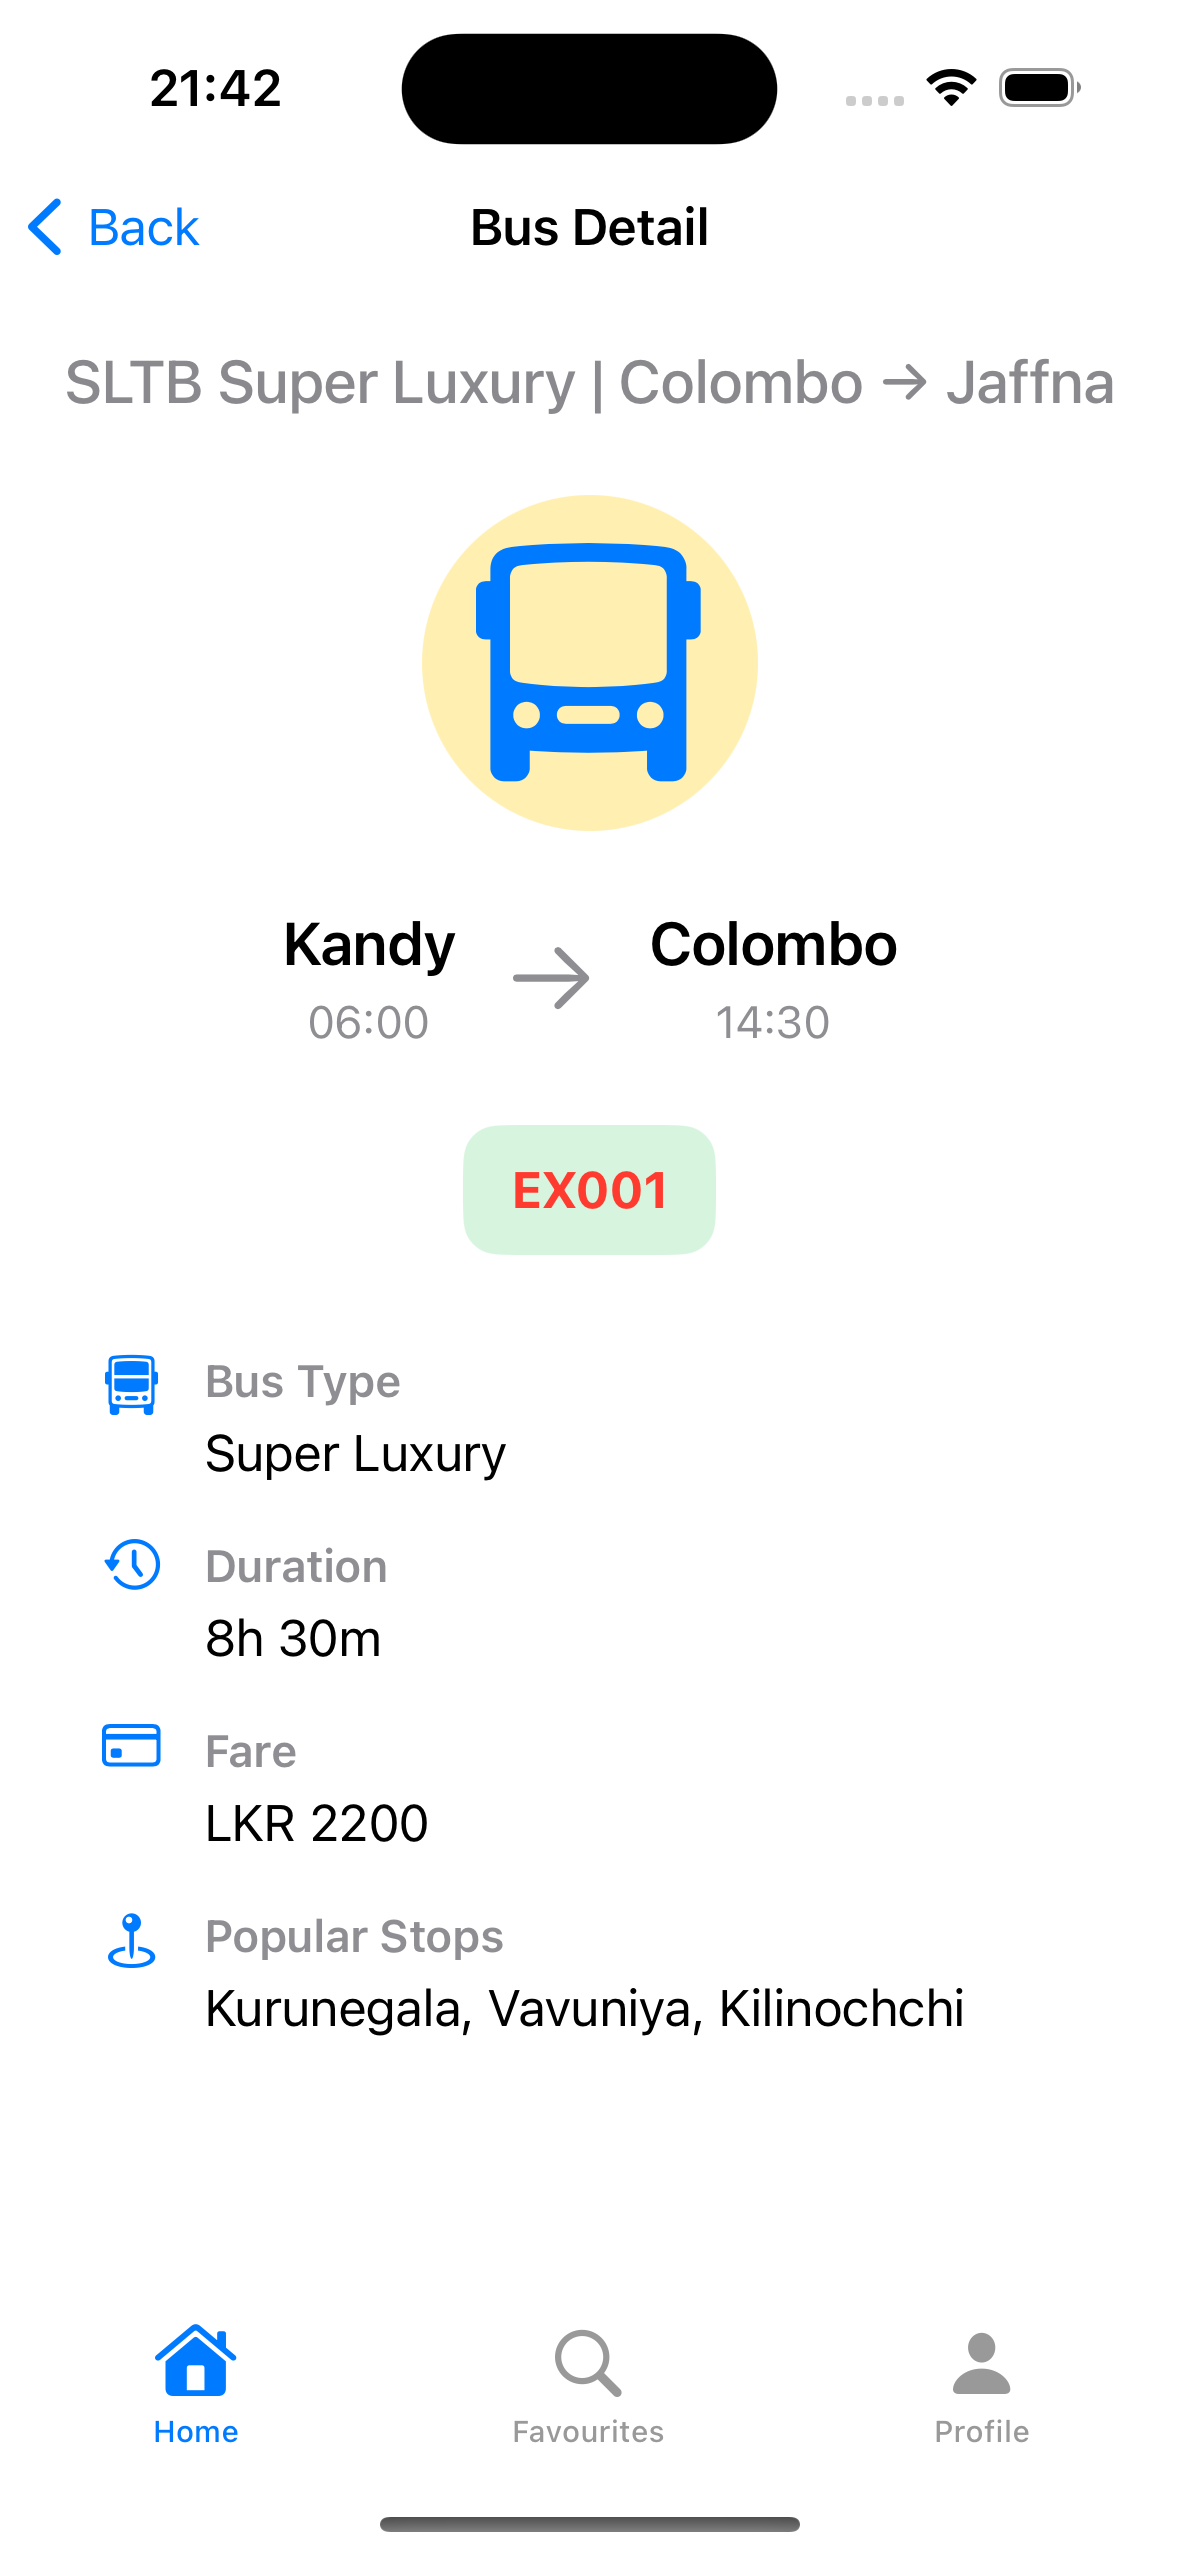 21:42
Back
Bus Detail
SLTB Super Luxury | Colombo → Jaffna
Kandy → Colombo
06:00 14:30
EX001
Bus Type
Super Luxury
Duration
8h 30m
Fare
LKR 2200
Popular Stops
Kurunegala, Vavuniya, Kilinochchi
Home Favourites Profile